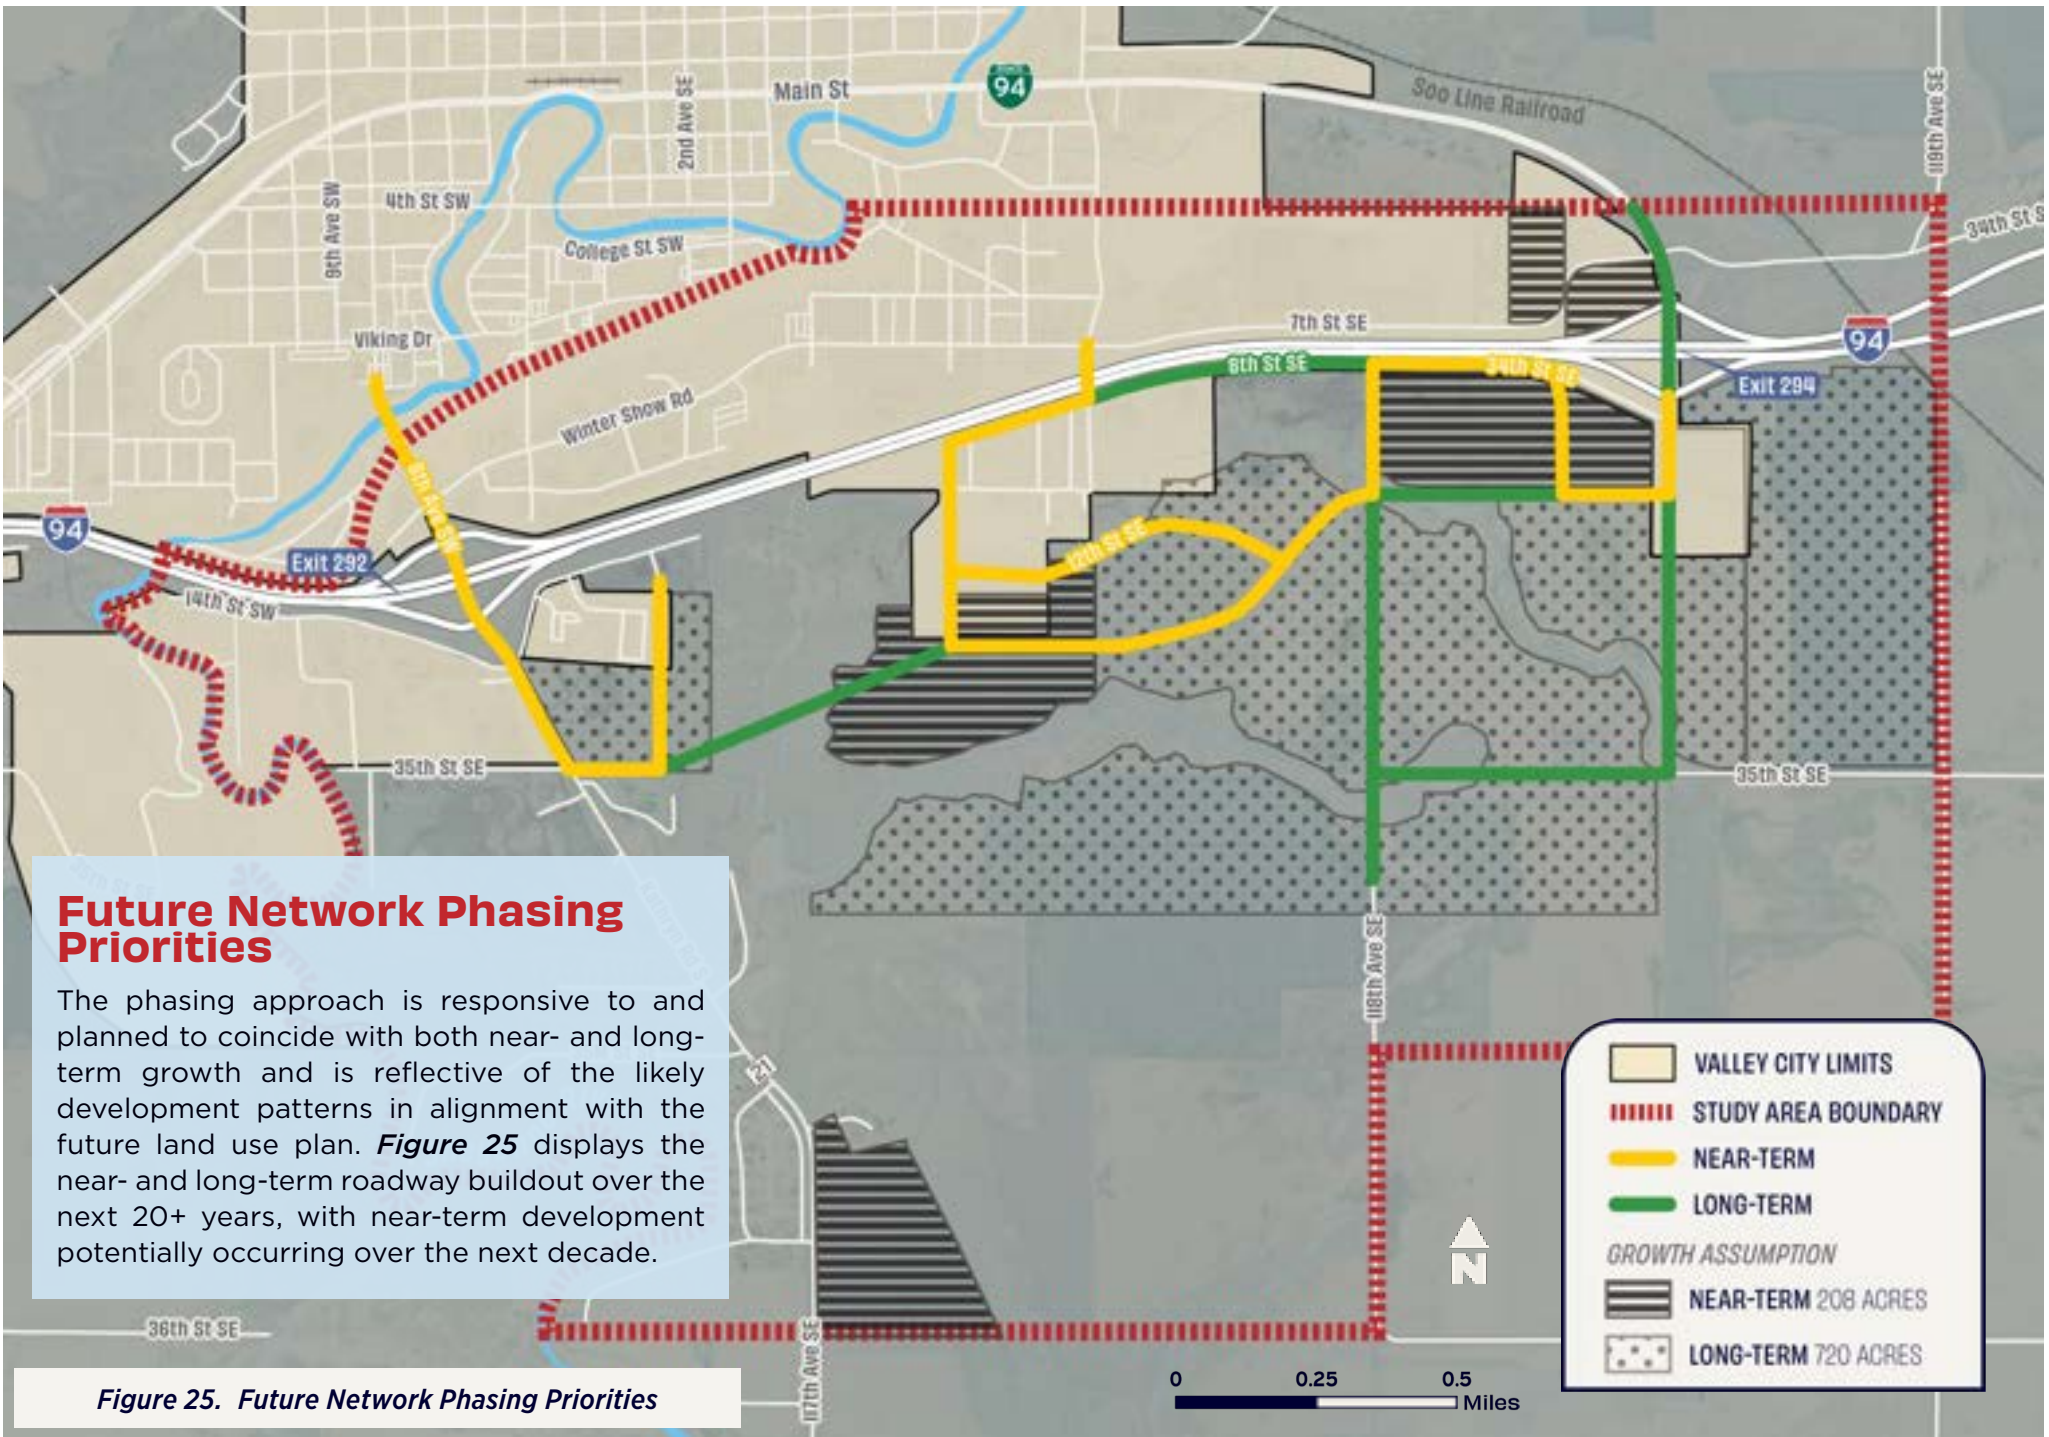 94
Main St
Soo Line Railroad
2nd Ave SE
119th Ave SE
9th Ave SW
4th St SW
College St SW
34th St S
7th St SE
Viking Dr
8th St SE
34th St SE
94
Exit 294
Winter Show Rd
8th Ave SW
94
Exit 292
12th St SE
14th St SW
35th St SE
35th St SE
Kathryn Rd S
118th Ave SE
21
36th St SE
117th Ave SE
Future Network Phasing
Priorities
The phasing approach is responsive to and
planned to coincide with both near- and long-
term growth and is reflective of the likely
development patterns in alignment with the
future land use plan. Figure 25 displays the
near- and long-term roadway buildout over the
next 20+ years, with near-term development
potentially occurring over the next decade.
Figure 25. Future Network Phasing Priorities
VALLEY CITY LIMITS
STUDY AREA BOUNDARY
NEAR-TERM
LONG-TERM
GROWTH ASSUMPTION
NEAR-TERM 208 ACRES
LONG-TERM 720 ACRES
N
0 0.25 0.5
Miles